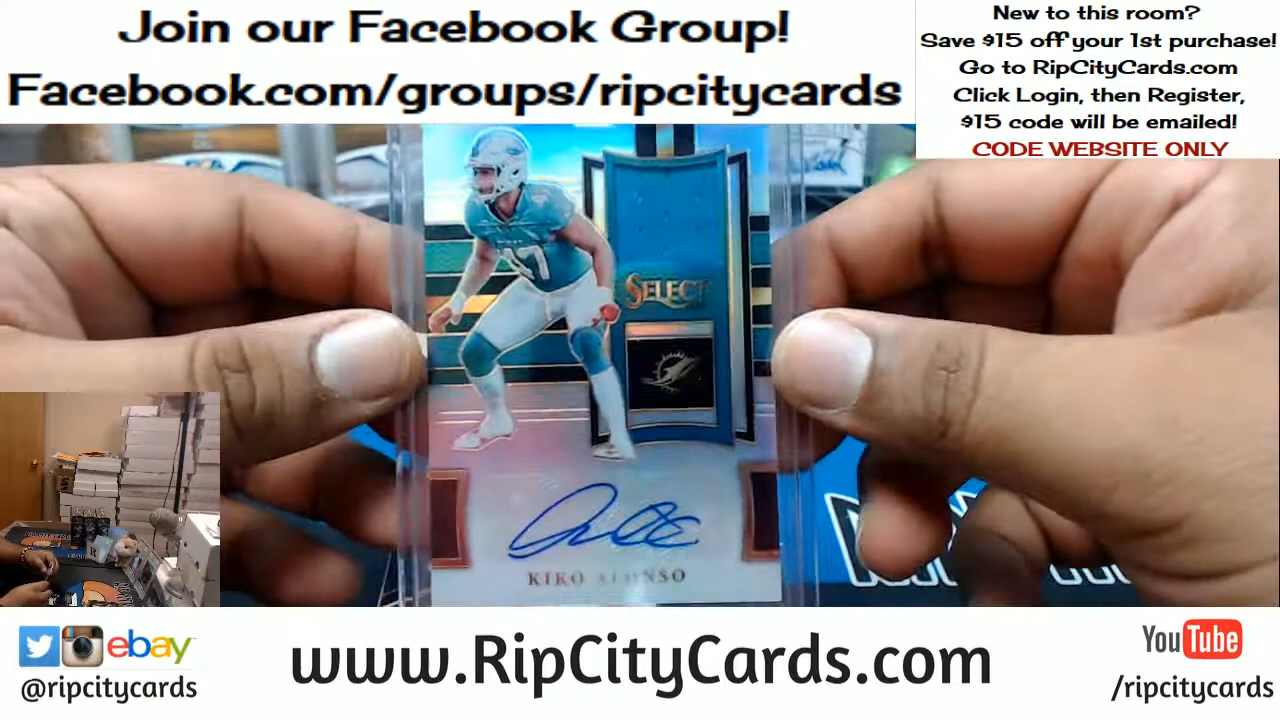 Join our Facebook Group!
Facebook.com/groups/ripcitycards
New to this room?
Save $15 off your 1st purchase!
Go to RipCityCards.com
Click Login, then Register,
$15 code will be emailed!
CODE WEBSITE ONLY
47
SELECT
KIKO ALONSO
ebay
@ripcitycards
www.RipCityCards.com
YouTube
/ripcitycards